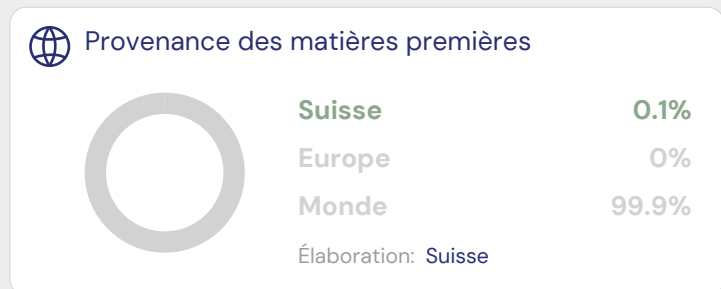 Provenance des matières premières
Suisse 0.1%
Europe 0%
Monde 99.9%
Élaboration: Suisse